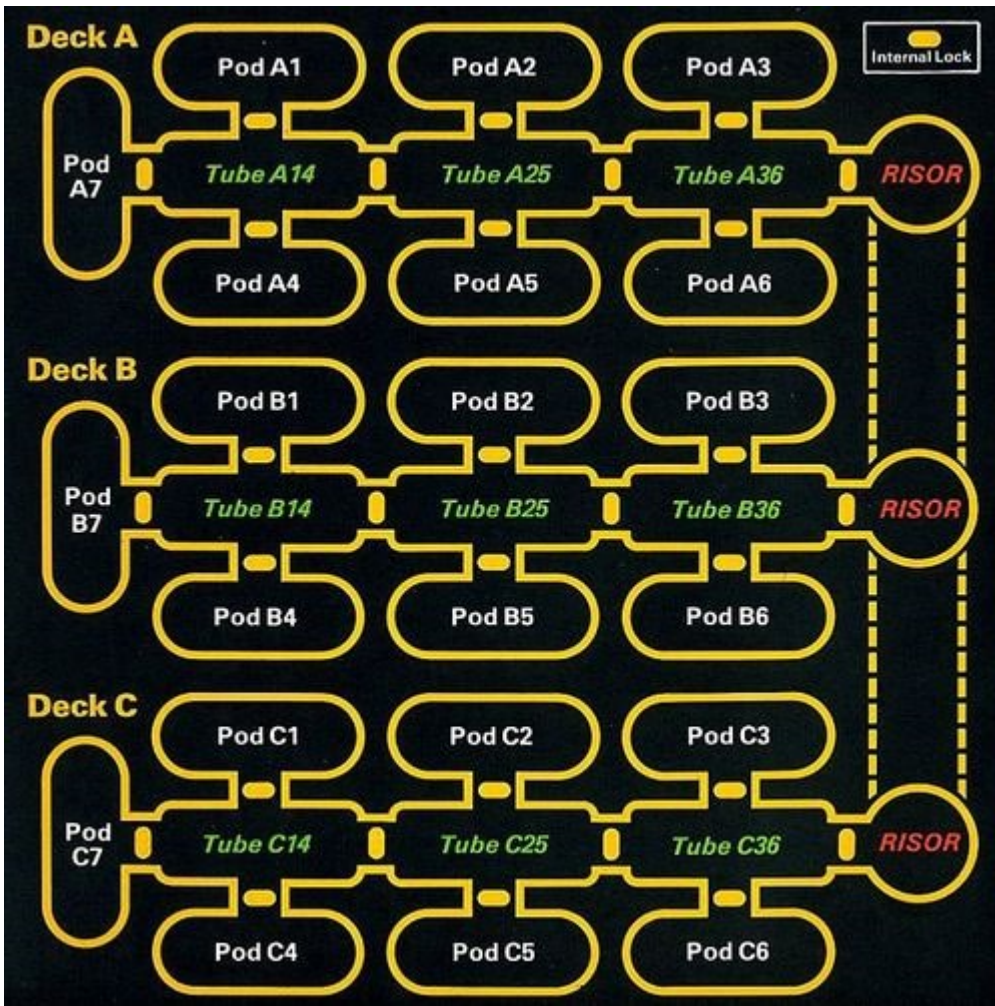 Deck A
Pod A1
Pod A2
Pod A3
Internal Lock
Pod
A7
Tube A14
Tube A25
Tube A36
RISOR
Pod A4
Pod A5
Pod A6
Deck B
Pod B1
Pod B2
Pod B3
Pod
B7
Tube B14
Tube B25
Tube B36
RISOR
Pod B4
Pod B5
Pod B6
Deck C
Pod C1
Pod C2
Pod C3
Pod
C7
Tube C14
Tube C25
Tube C36
RISOR
Pod C4
Pod C5
Pod C6